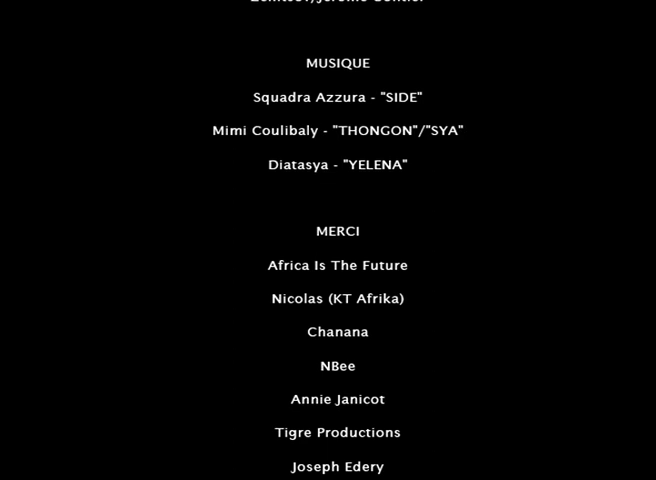 MUSIQUE
Squadra Azzura - "SIDE"
Mimi Coulibaly - "THONGON"/"SYA"
Diatasya - "YELENA"
MERCI
Africa Is The Future
Nicolas (KT Afrika)
Chanana
NBee
Annie Janicot
Tigre Productions
Joseph Edery